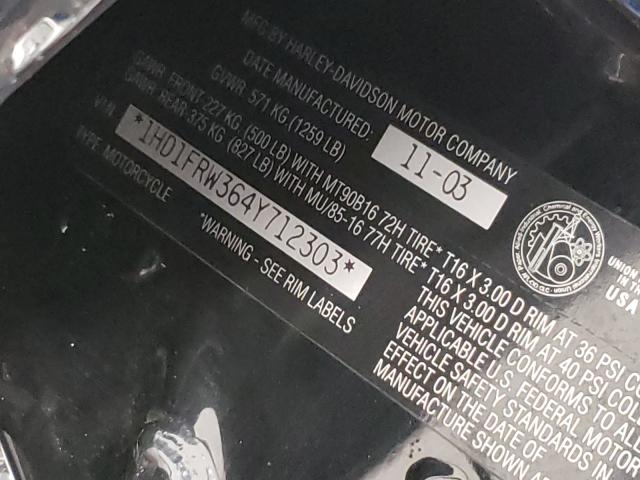 MFG BY HARLEY-DAVIDSON MOTOR COMPANY
DATE MANUFACTURED: 11-03
GVWR 571 KG (1259 LB)
GAWR FRONT 227 KG, (500 LB) WITH MT90B16 72H TIRE* T16 X 3.00 D RIM AT 36 PSI C
GAWR REAR 375 KG (827 LB) WITH MU/85-16 77H TIRE* T16 X 3.00 D RIM AT 40 PSI CO
VIN *1HD1FRW364Y712303*
THIS VEHICLE CONFORMS TO ALL
TYPE: MOTORCYCLE
APPLICABLE U.S. FEDERAL MOTOR
*WARNING - SEE RIM LABELS
VEHICLE SAFETY STANDARDS IN
EFFECT ON THE DATE OF
MANUFACTURE SHOWN AB
UNION
IN T
USA